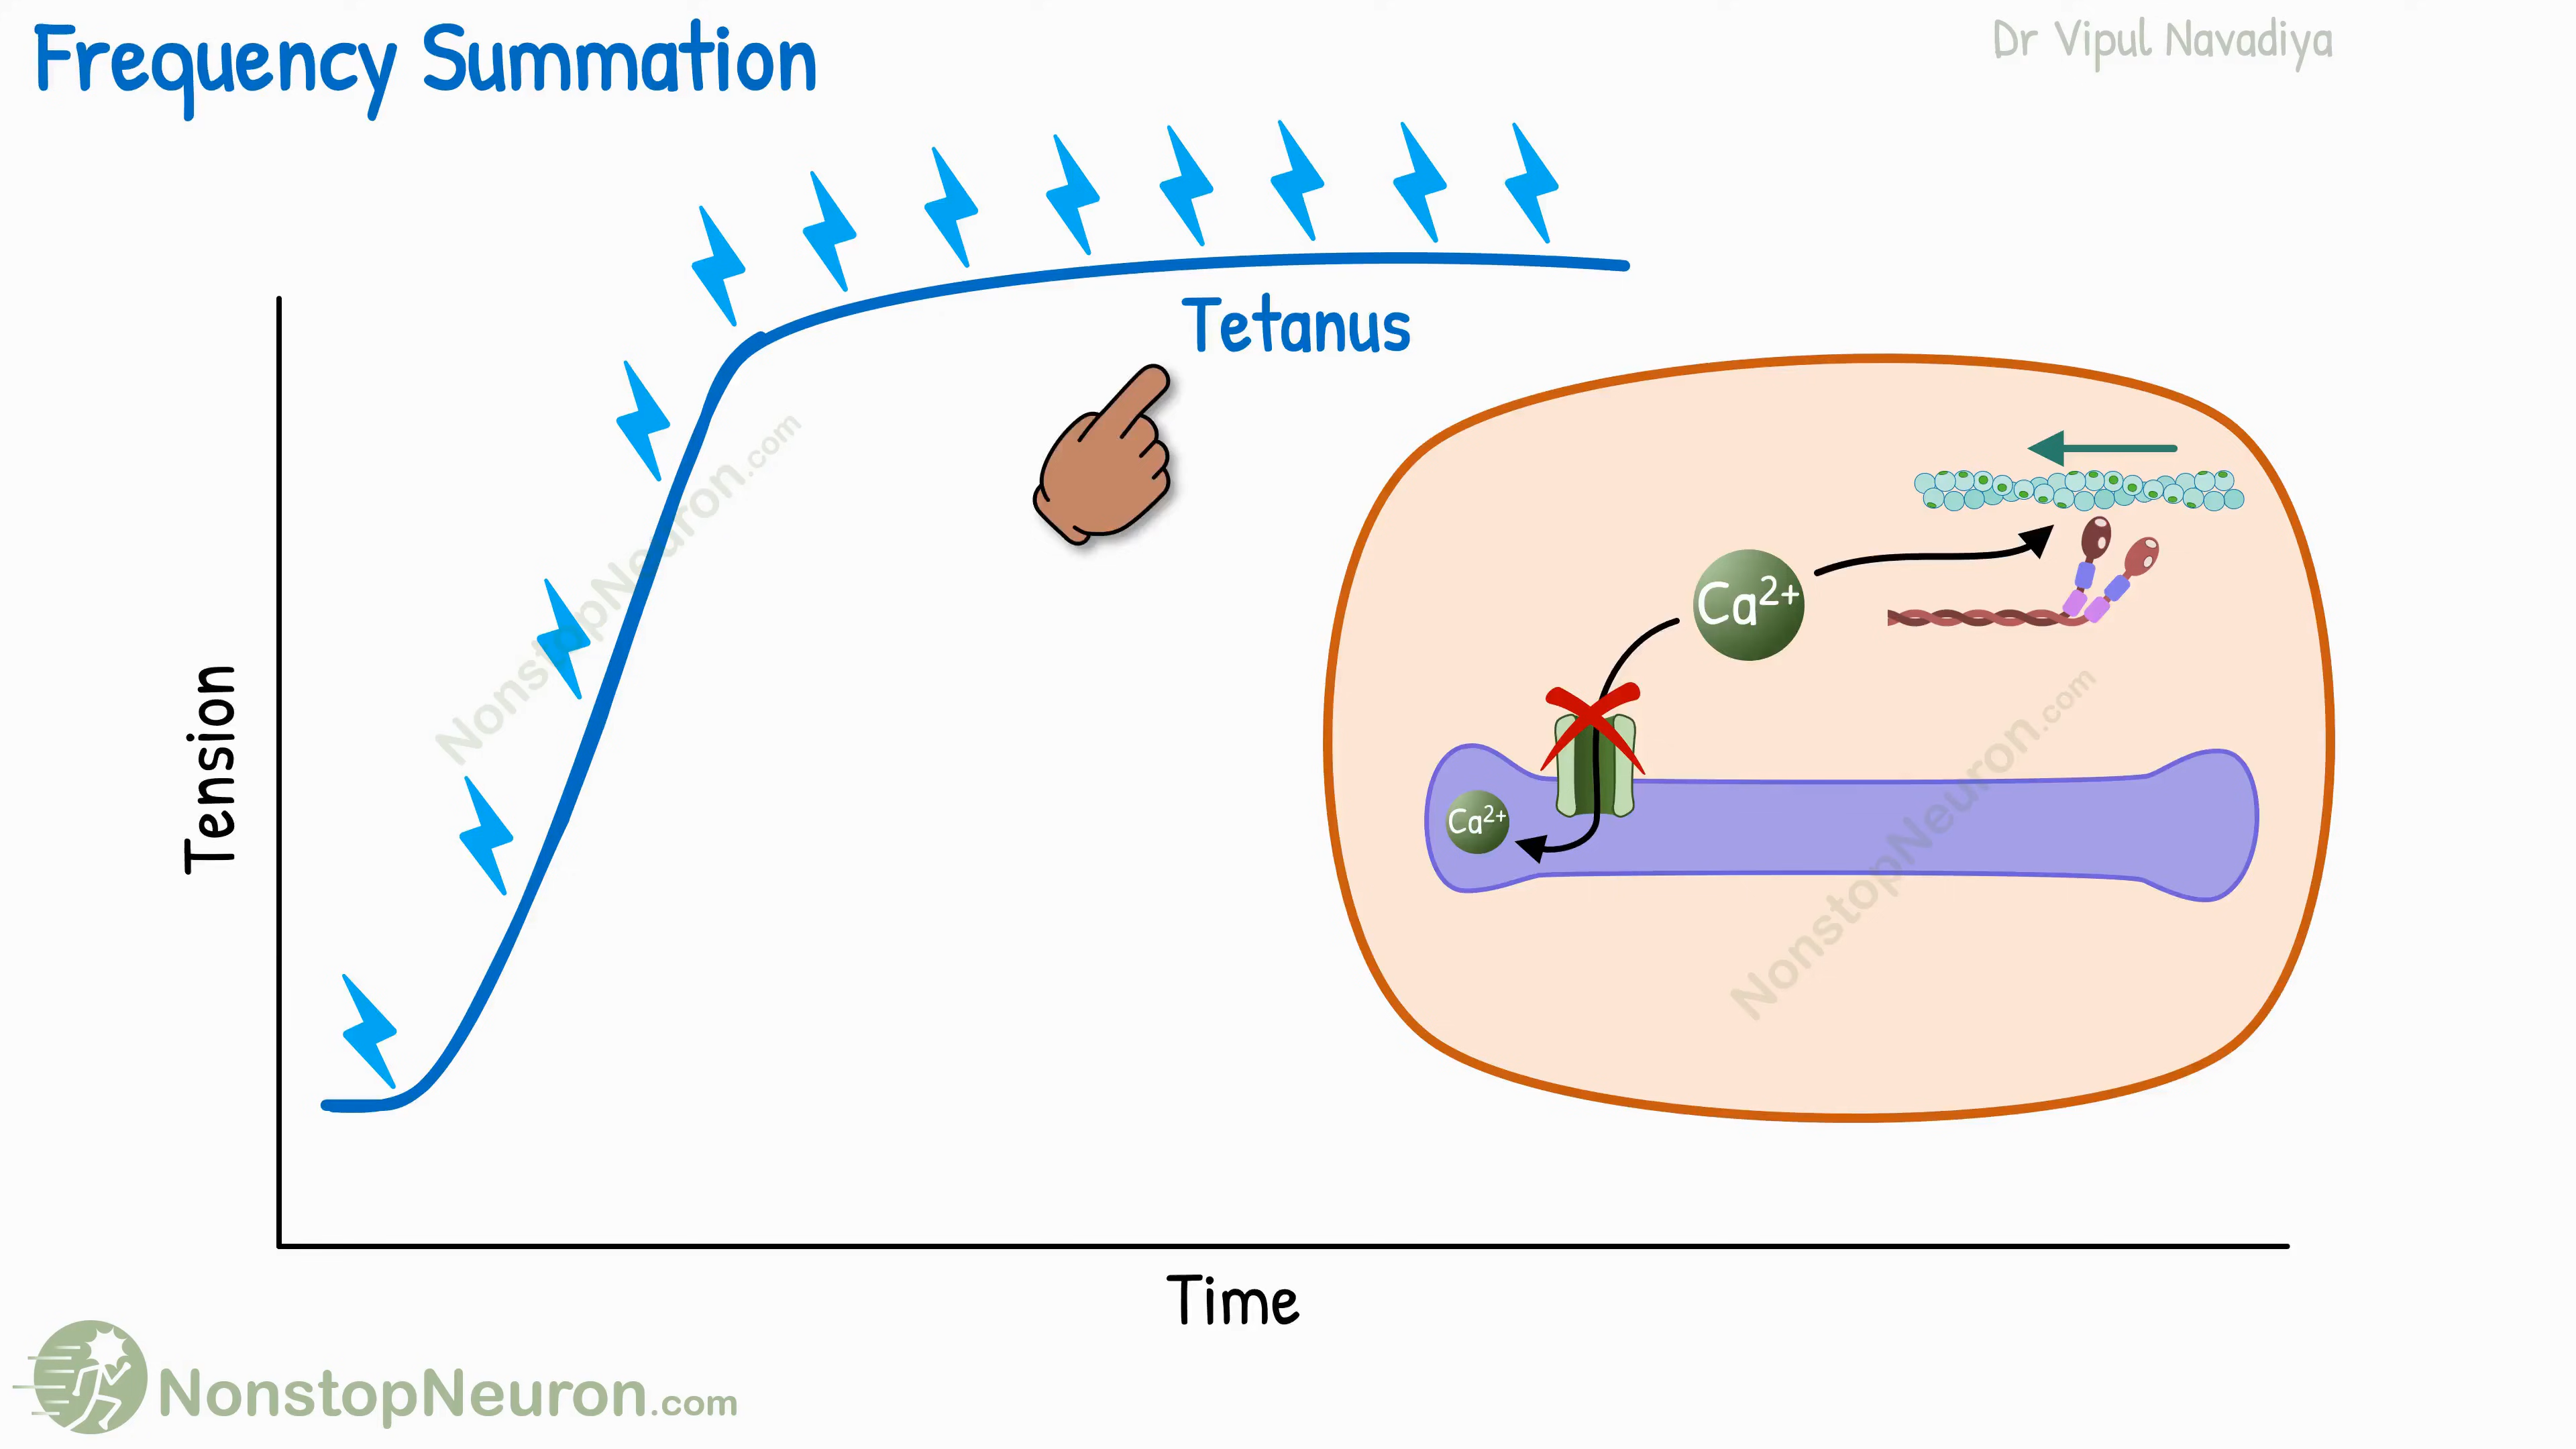 Frequency Summation
Dr Vipul Navadiya
Tetanus
NonstopNeuron.com
Ca²⁺
Ca²⁺
NonstopNeuron.com
Tension
Time
NonstopNeuron.com